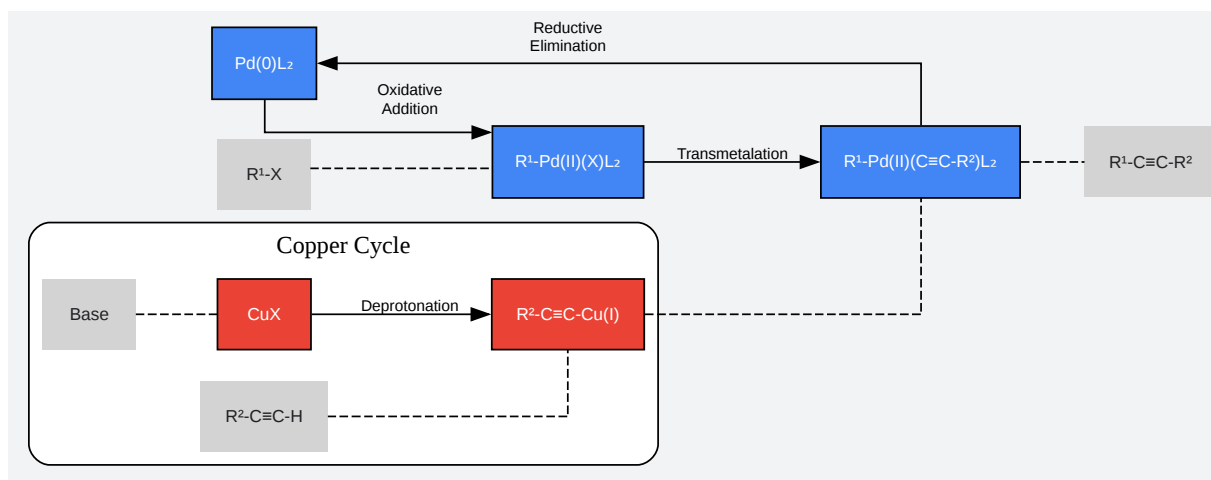 Reductive
Elimination
Pd(0)L₂
Oxidative
Addition
R¹-X
R¹-Pd(II)(X)L₂
Transmetalation
R¹-Pd(II)(C≡C-R²)L₂
R¹-C≡C-R²
Copper Cycle
Base
CuX
Deprotonation
R²-C≡C-Cu(I)
R²-C≡C-H